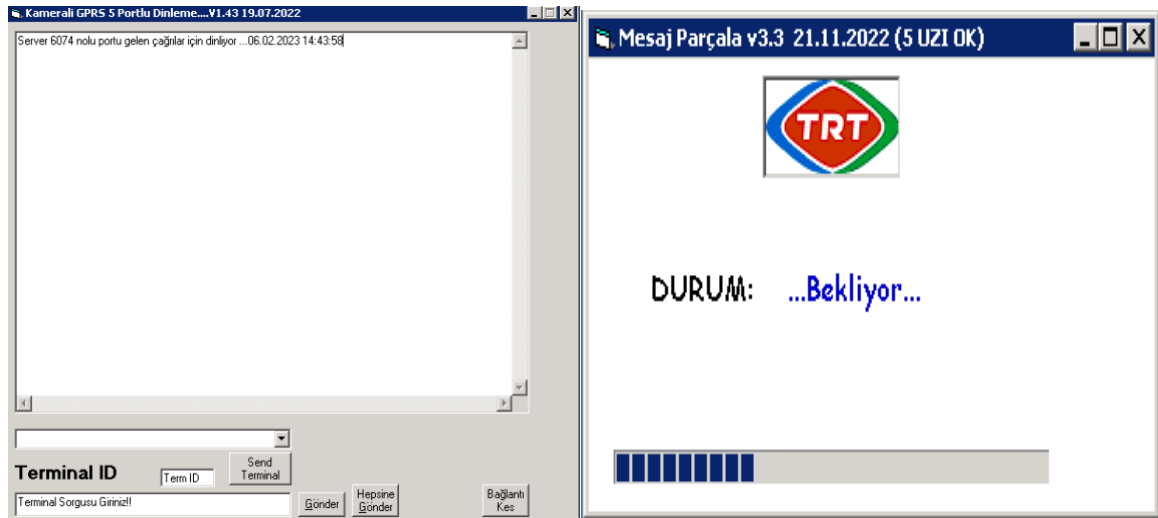 Kamerali GPRS 5 Portlu Dinleme....V1.43 19.07.2022
Server 6074 nolu portu gelen çağrılar için dinliyor ...06.02.2023 14:43:58
Terminal ID
Term ID
Send
Terminal
Terminal Sorgusu Giriniz!!
Gönder
Hepsine
Gönder
Bağlantı
Kes
Mesaj Parçala v3.3 21.11.2022 (5 UZI OK)
TRT
DURUM: ...Bekliyor...